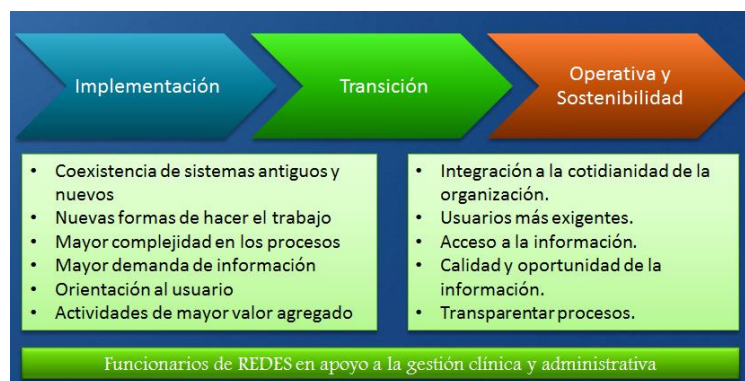 Implementación
Transición
Operativa y
Sostenibilidad
• Coexistencia de sistemas antiguos y
nuevos
• Nuevas formas de hacer el trabajo
• Mayor complejidad en los procesos
• Mayor demanda de información
• Orientación al usuario
• Actividades de mayor valor agregado
• Integración a la cotidianidad de la
organización.
• Usuarios más exigentes.
• Acceso a la información.
• Calidad y oportunidad de la
información.
• Transparentar procesos.
Funcionarios de REDES en apoyo a la gestión clínica y administrativa